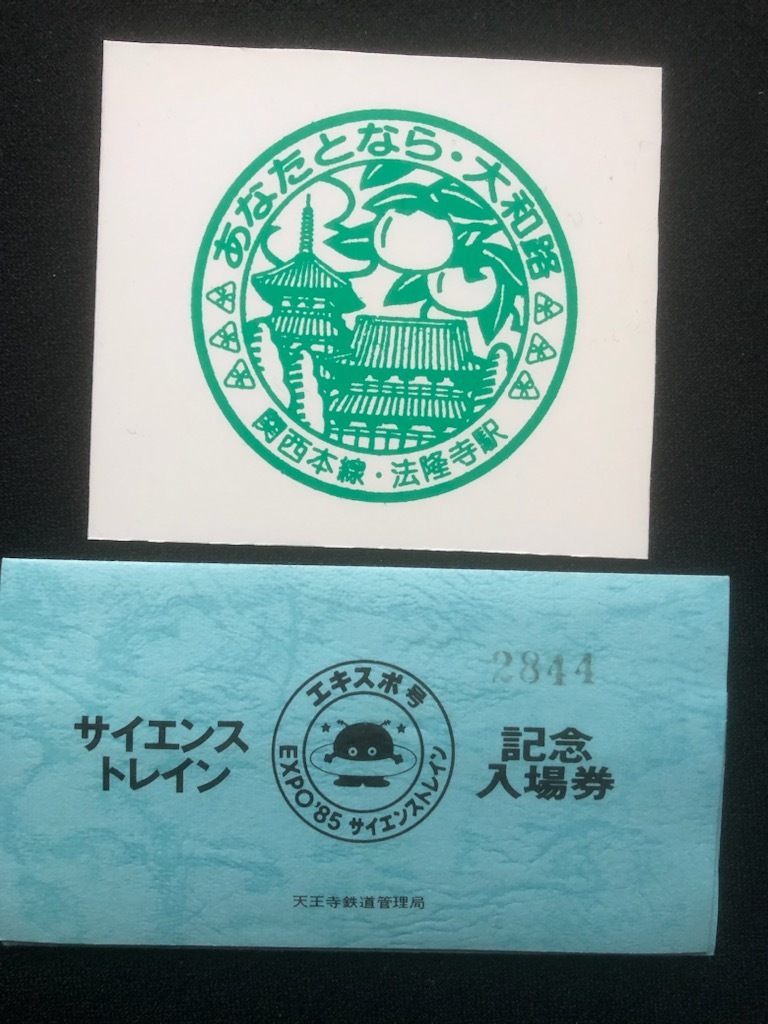 あなたとなら・大和路
関西本線・法隆寺駅
2844
サイエンス
トレイン
エキスポ号
EXPO'85 サイエンストレイン
記念
入場券
天王寺鉄道管理局